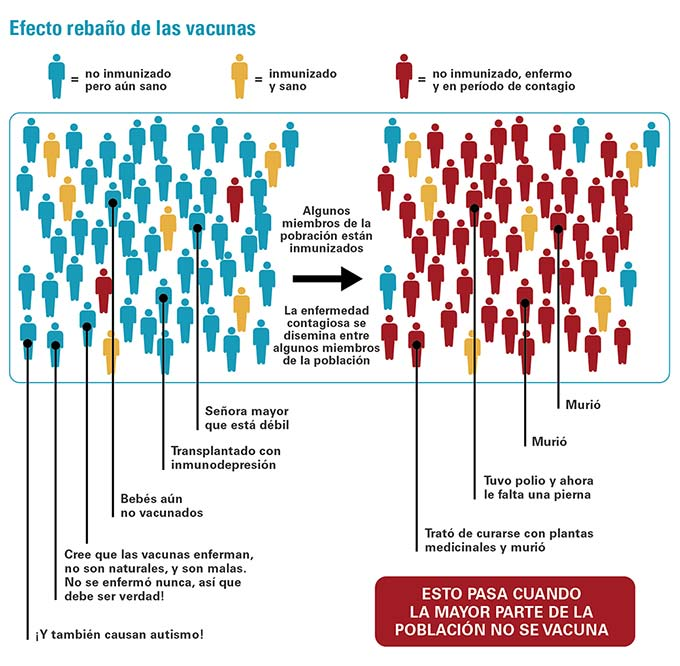 Efecto rebaño de las vacunas
= no inmunizado
pero aún sano
= inmunizado
y sano
= no inmunizado, enfermo
y en período de contagio
Algunos
miembros de la
pobración están
inmunizados
La enfermedad
contagiosa se
disemina entre
algunos miembros
de la población
Señora mayor
que está débil
Transplantado con
inmunodepresión
Bebés aún
no vacunados
Cree que las vacunas enferman,
no son naturales, y son malas.
No se enfermó nunca, así que
debe ser verdad!
¡Y también causan autismo!
Murió
Murió
Tuvo polio y ahora
le falta una pierna
Trató de curarse con plantas
medicinales y murió
ESTO PASA CUANDO
LA MAYOR PARTE DE LA
POBLACIÓN NO SE VACUNA